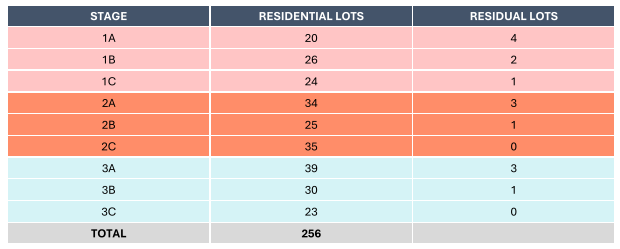 STAGE RESIDENTIAL LOTS RESIDUAL LOTS
1A 20 4
1B 26 2
1C 24 1
2A 34 3
2B 25 1
2C 35 0
3A 39 3
3B 30 1
3C 23 0
TOTAL 256